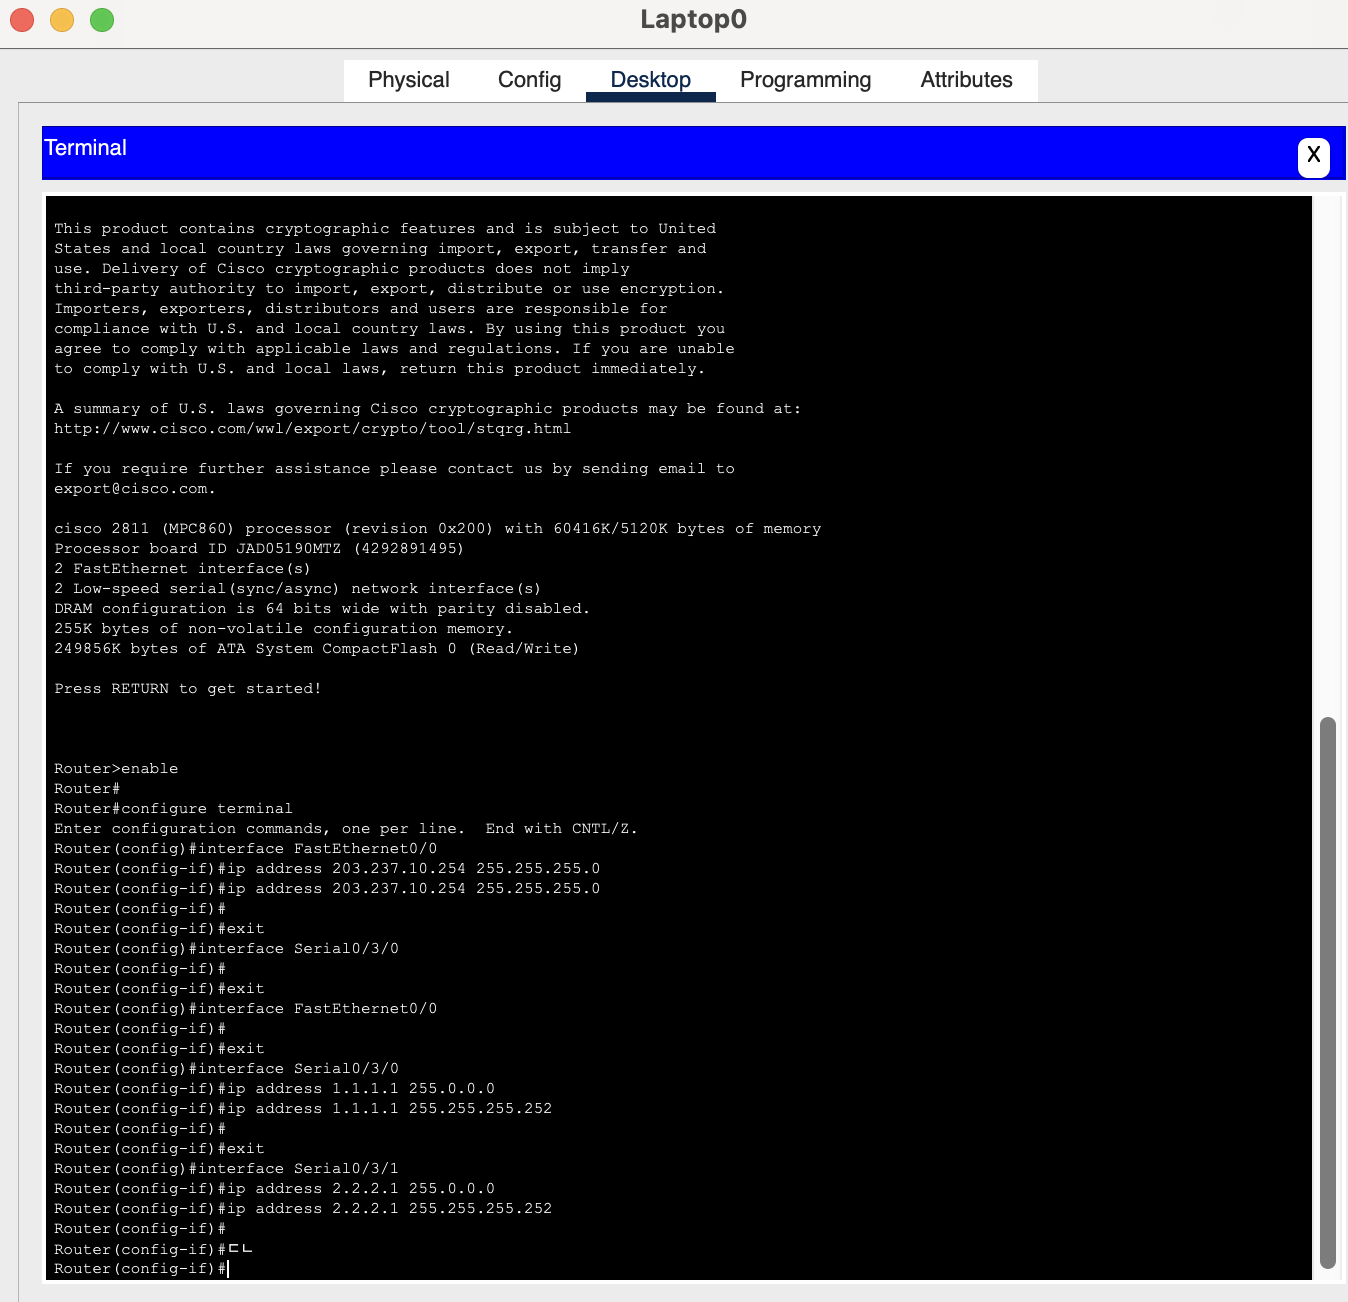 Laptop0
Physical Config Desktop Programming Attributes
Terminal
X
This product contains cryptographic features and is subject to United
States and local country laws governing import, export, transfer and
use. Delivery of Cisco cryptographic products does not imply
third-party authority to import, export, distribute or use encryption.
Importers, exporters, distributors and users are responsible for
compliance with U.S. and local country laws. By using this product you
agree to comply with applicable laws and regulations. If you are unable
to comply with U.S. and local laws, return this product immediately.
A summary of U.S. laws governing Cisco cryptographic products may be found at:
http://www.cisco.com/wwl/export/crypto/tool/stqrg.html
If you require further assistance please contact us by sending email to
export@cisco.com.
cisco 2811 (MPC860) processor (revision 0x200) with 60416K/5120K bytes of memory
Processor board ID JAD05190MTZ (4292891495)
2 FastEthernet interface(s)
2 Low-speed serial(sync/async) network interface(s)
DRAM configuration is 64 bits wide with parity disabled.
255K bytes of non-volatile configuration memory.
249856K bytes of ATA System CompactFlash 0 (Read/Write)
Press RETURN to get started!
Router>enable
Router#
Router#configure terminal
Enter configuration commands, one per line.  End with CNTL/Z.
Router(config)#interface FastEthernet0/0
Router(config-if)#ip address 203.237.10.254 255.255.255.0
Router(config-if)#ip address 203.237.10.254 255.255.255.0
Router(config-if)#
Router(config-if)#exit
Router(config)#interface Serial0/3/0
Router(config-if)#
Router(config-if)#exit
Router(config)#interface FastEthernet0/0
Router(config-if)#
Router(config-if)#exit
Router(config)#interface Serial0/3/0
Router(config-if)#ip address 1.1.1.1 255.0.0.0
Router(config-if)#ip address 1.1.1.1 255.255.255.252
Router(config-if)#
Router(config-if)#exit
Router(config)#interface Serial0/3/1
Router(config-if)#ip address 2.2.2.1 255.0.0.0
Router(config-if)#ip address 2.2.2.1 255.255.255.252
Router(config-if)#
Router(config-if)#ㄷㄴ
Router(config-if)#